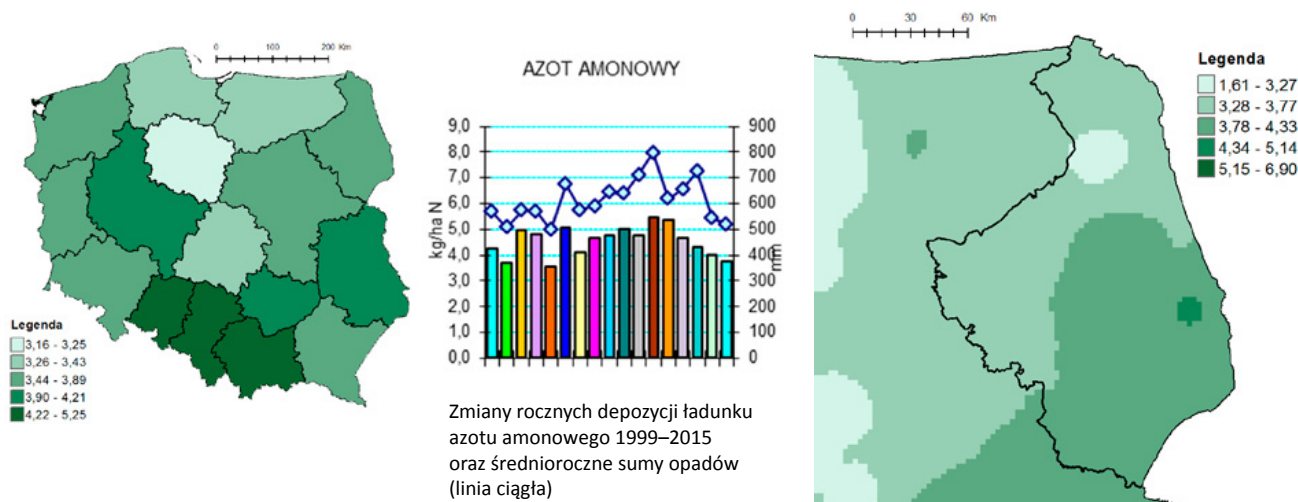 0 100 200 Km
Legenda
3,16 - 3,25
3,26 - 3,43
3,44 - 3,89
3,90 - 4,21
4,22 - 5,25
AZOT AMONOWY
kg/ha N
9,0
8,0
7,0
6,0
5,0
4,0
3,0
2,0
1,0
0,0
900
800
700
600
500
400
300
200
100
0
mm
Zmiany rocznych depozycji ładunku
azotu amonowego 1999–2015
oraz średnioroczne sumy opadów
(linia ciągła)
0 30 60 Km
Legenda
1,61 - 3,27
3,28 - 3,77
3,78 - 4,33
4,34 - 5,14
5,15 - 6,90